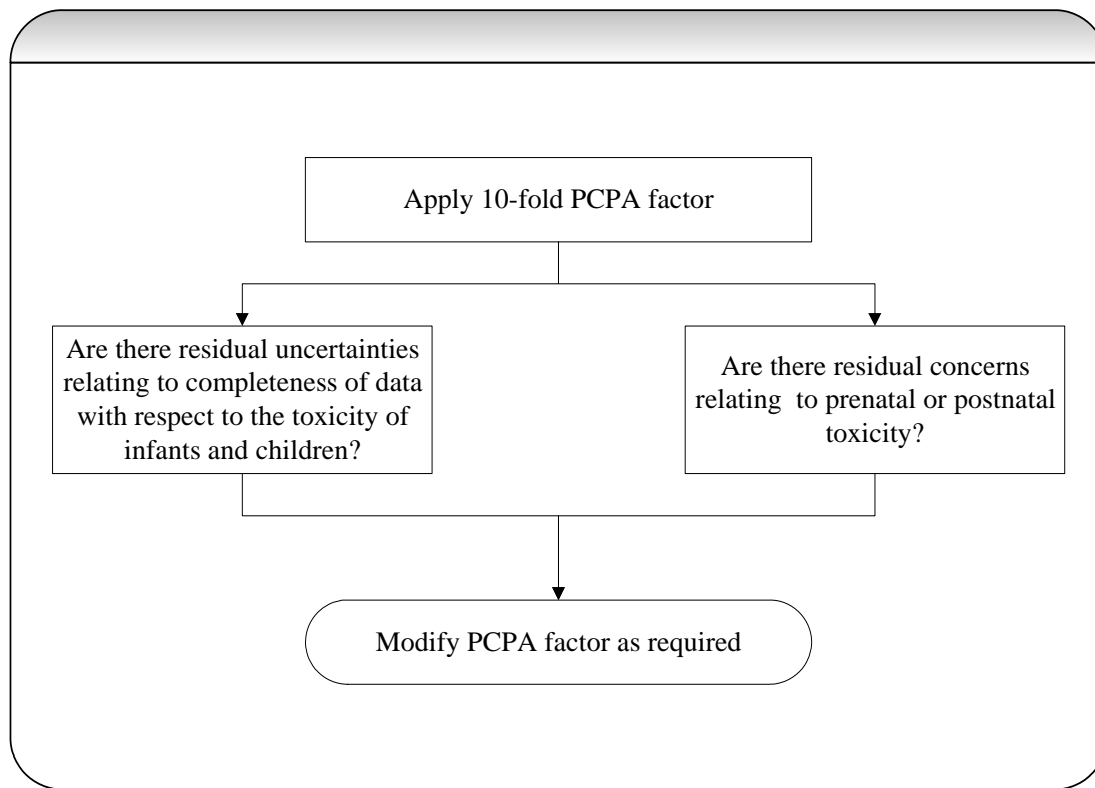 Apply 10-fold PCPA factor
Are there residual uncertainties
relating to completeness of data
with respect to the toxicity of
infants and children?
Are there residual concerns
relating  to prenatal or postnatal
toxicity?
Modify PCPA factor as required